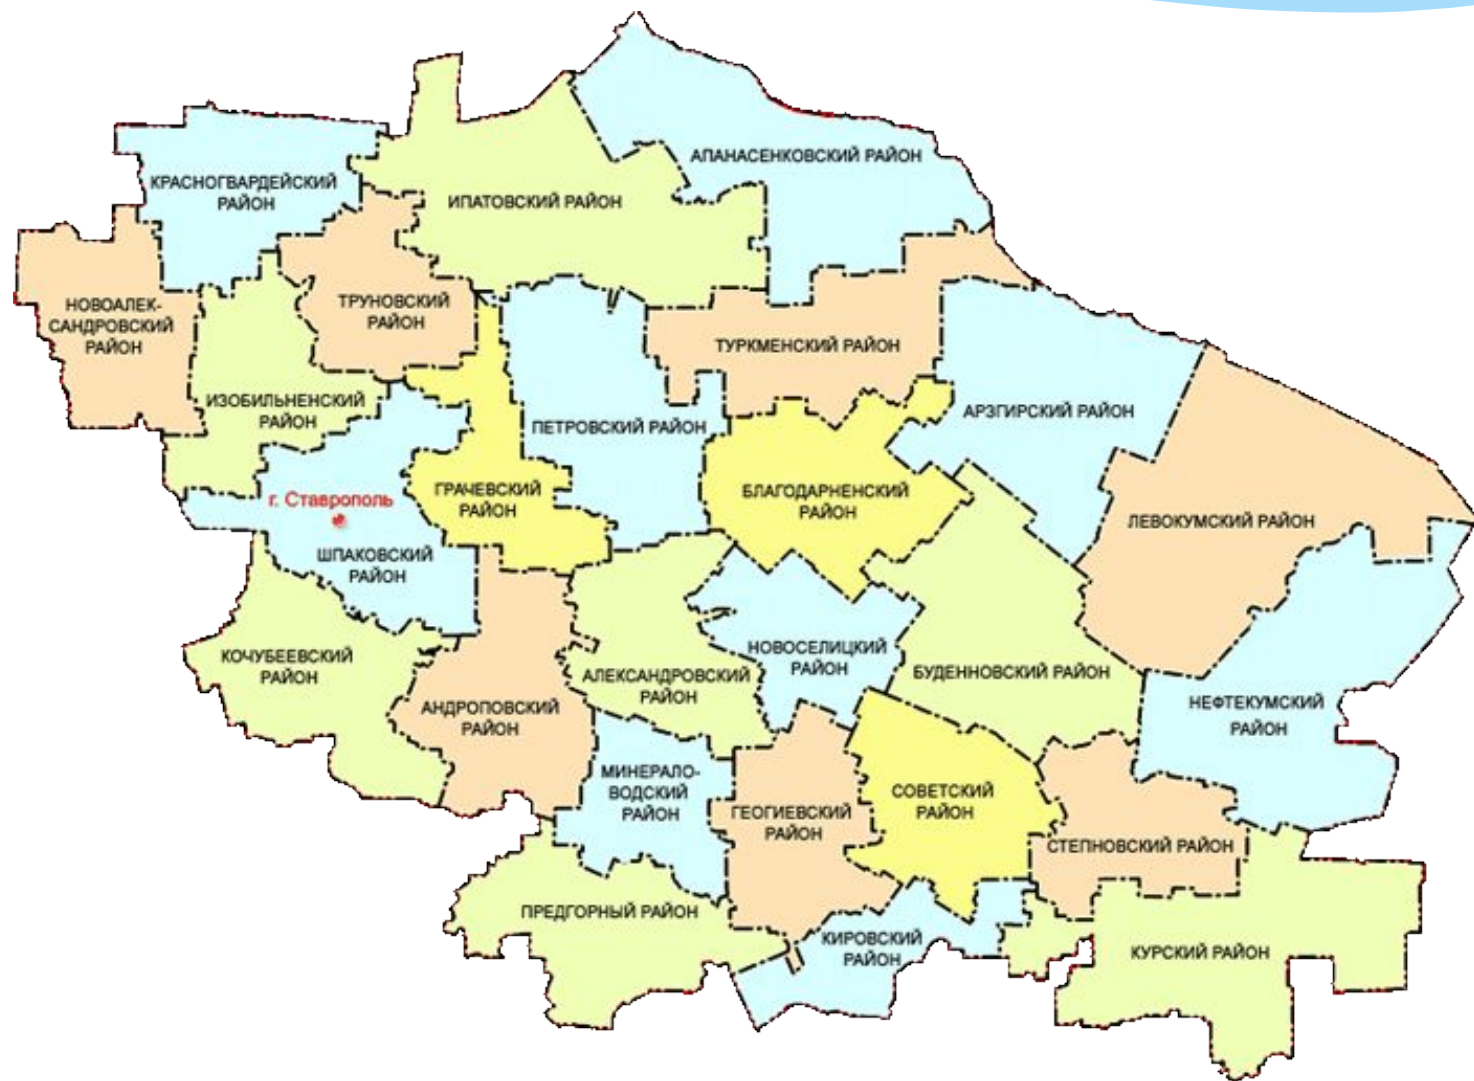 АПАНАСЕНКОВСКИЙ РАЙОН
КРАСНОГВАРДЕЙСКИЙ
РАЙОН
ИПАТОВСКИЙ РАЙОН
НОВОАЛЕК-
САНДРОВСКИЙ
РАЙОН
ТРУНОВСКИЙ
РАЙОН
ТУРКМЕНСКИЙ РАЙОН
ИЗОБИЛЬНЕНСКИЙ
РАЙОН
ПЕТРОВСКИЙ РАЙОН
АРЗГИРСКИЙ РАЙОН
г. Ставрополь
ГРАЧЕВСКИЙ
РАЙОН
БЛАГОДАРНЕНСКИЙ
РАЙОН
ЛЕВОКУМСКИЙ РАЙОН
ШПАКОВСКИЙ
РАЙОН
КОЧУБЕЕВСКИЙ
РАЙОН
АЛЕКСАНДРОВСКИЙ
РАЙОН
НОВОСЕЛИЦКИЙ
РАЙОН
БУДЕННОВСКИЙ РАЙОН
АНДРОПОВСКИЙ
РАЙОН
НЕФТЕКУМСКИЙ
РАЙОН
МИНЕРАЛО-
ВОДСКИЙ
РАЙОН
ГЕОГИЕВСКИЙ
РАЙОН
СОВЕТСКИЙ
РАЙОН
СТЕПНОВСКИЙ РАЙОН
ПРЕДГОРНЫЙ РАЙОН
КИРОВСКИЙ
РАЙОН
КУРСКИЙ РАЙОН